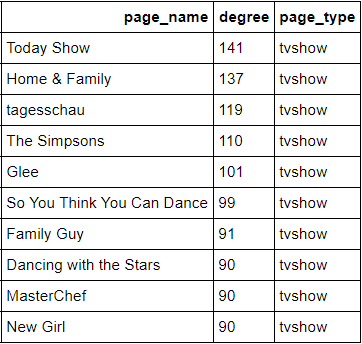 page_name degree page_type
Today Show 141 tvshow
Home & Family 137 tvshow
tagesschau 119 tvshow
The Simpsons 110 tvshow
Glee 101 tvshow
So You Think You Can Dance 99 tvshow
Family Guy 91 tvshow
Dancing with the Stars 90 tvshow
MasterChef 90 tvshow
New Girl 90 tvshow